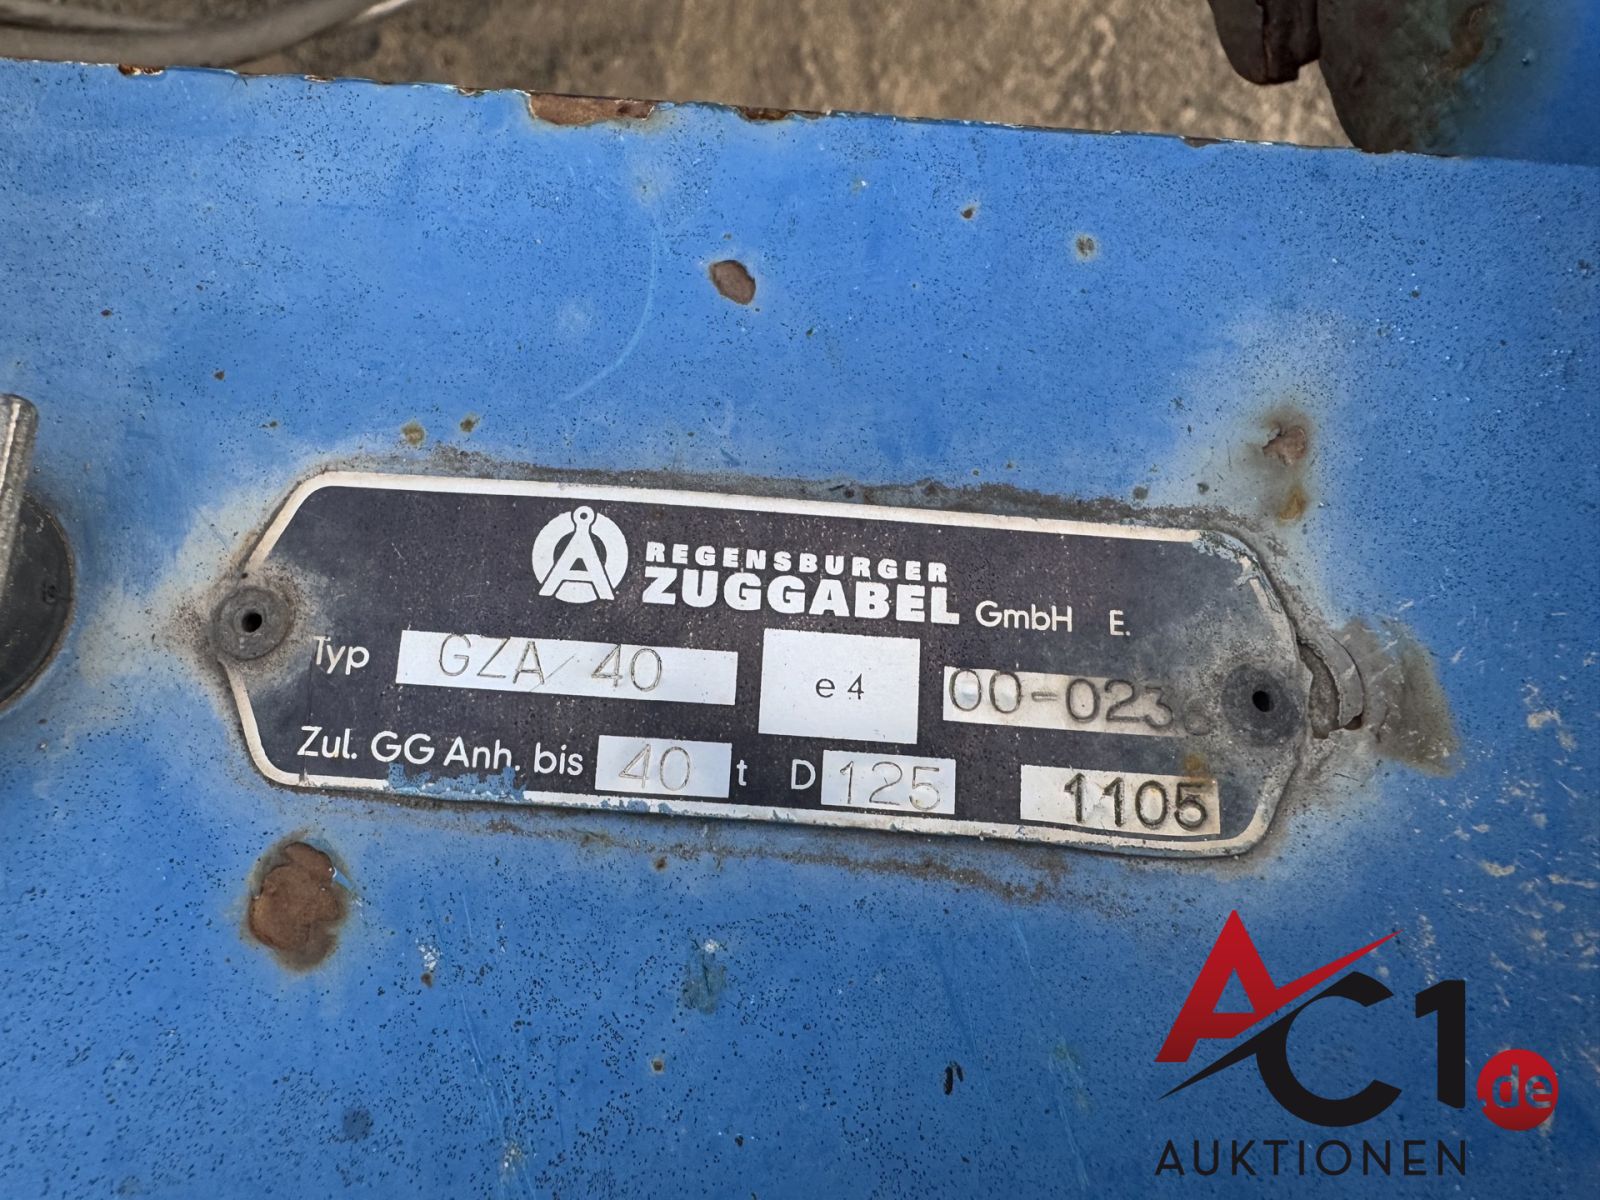 REGENSBURGER
ZUGGABEL GmbH E.
Typ GZA/40 e4
Zul. GG Anh. bis 40 t D 125 1105
AC1.de
AUKTIONEN